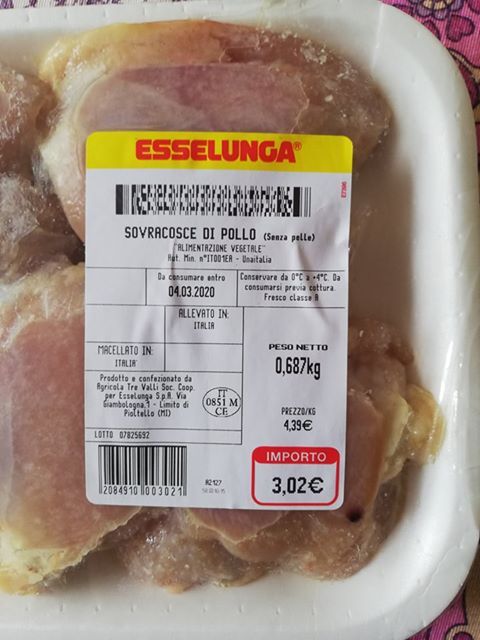 ESSELUNGA®
SOVRACOSCE DI POLLO (Senza pelle)
"ALIMENTAZIONE VEGETALE"
Aut. Min. n°IT001ER - Unaitalia
Da consumare entro
04.03.2020
Conservare da 0°C a +4°C. Da
consumarsi previa cottura.
Fresco classe A
ALLEVATO IN:
ITALIA
MACELLATO IN:
ITALIA
PESO NETTO
0,687kg
Prodotto e confezionato da
Agricola Tre Valli Soc. Coop.
per Esselunga S.p.A. Via
Giambologna,1 - Limito di
Pioltello (MI)
IT
0851 M
CE
PREZZO/KG
4,39€
LOTTO 07825692
IMPORTO
3,02€
2084910 003021